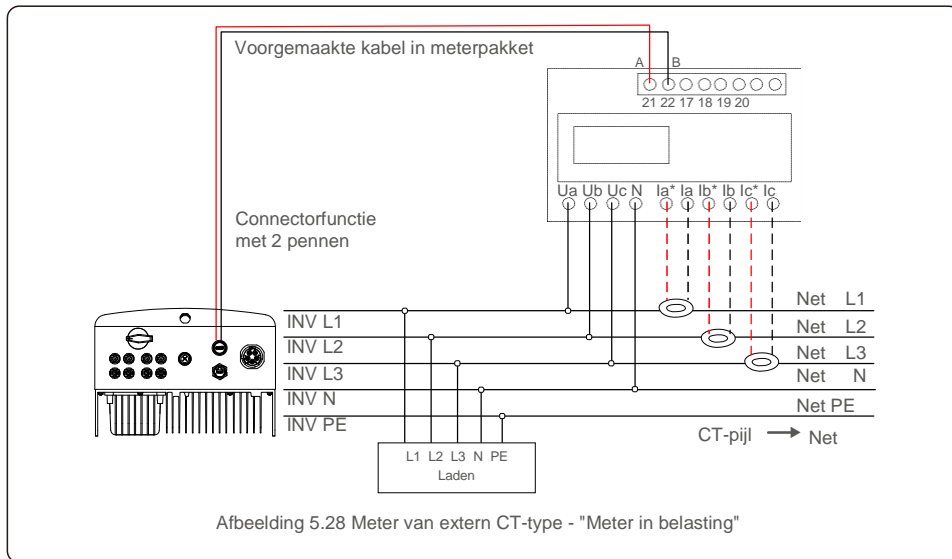 Voorgemaakte kabel in meterpakket
A B
21 22 17 18 19 20
Ua Ub Uc N Ia* Ia Ib* Ib Ic* Ic
Connectorfunctie
met 2 pennen
Net L1
INV L1
Net L2
INV L2
Net L3
INV L3
Net N
INV N
Net PE
INV PE
CT-pijl Net
L1 L2 L3 N PE
Laden
Afbeelding 5.28 Meter van extern CT-type - "Meter in belasting"